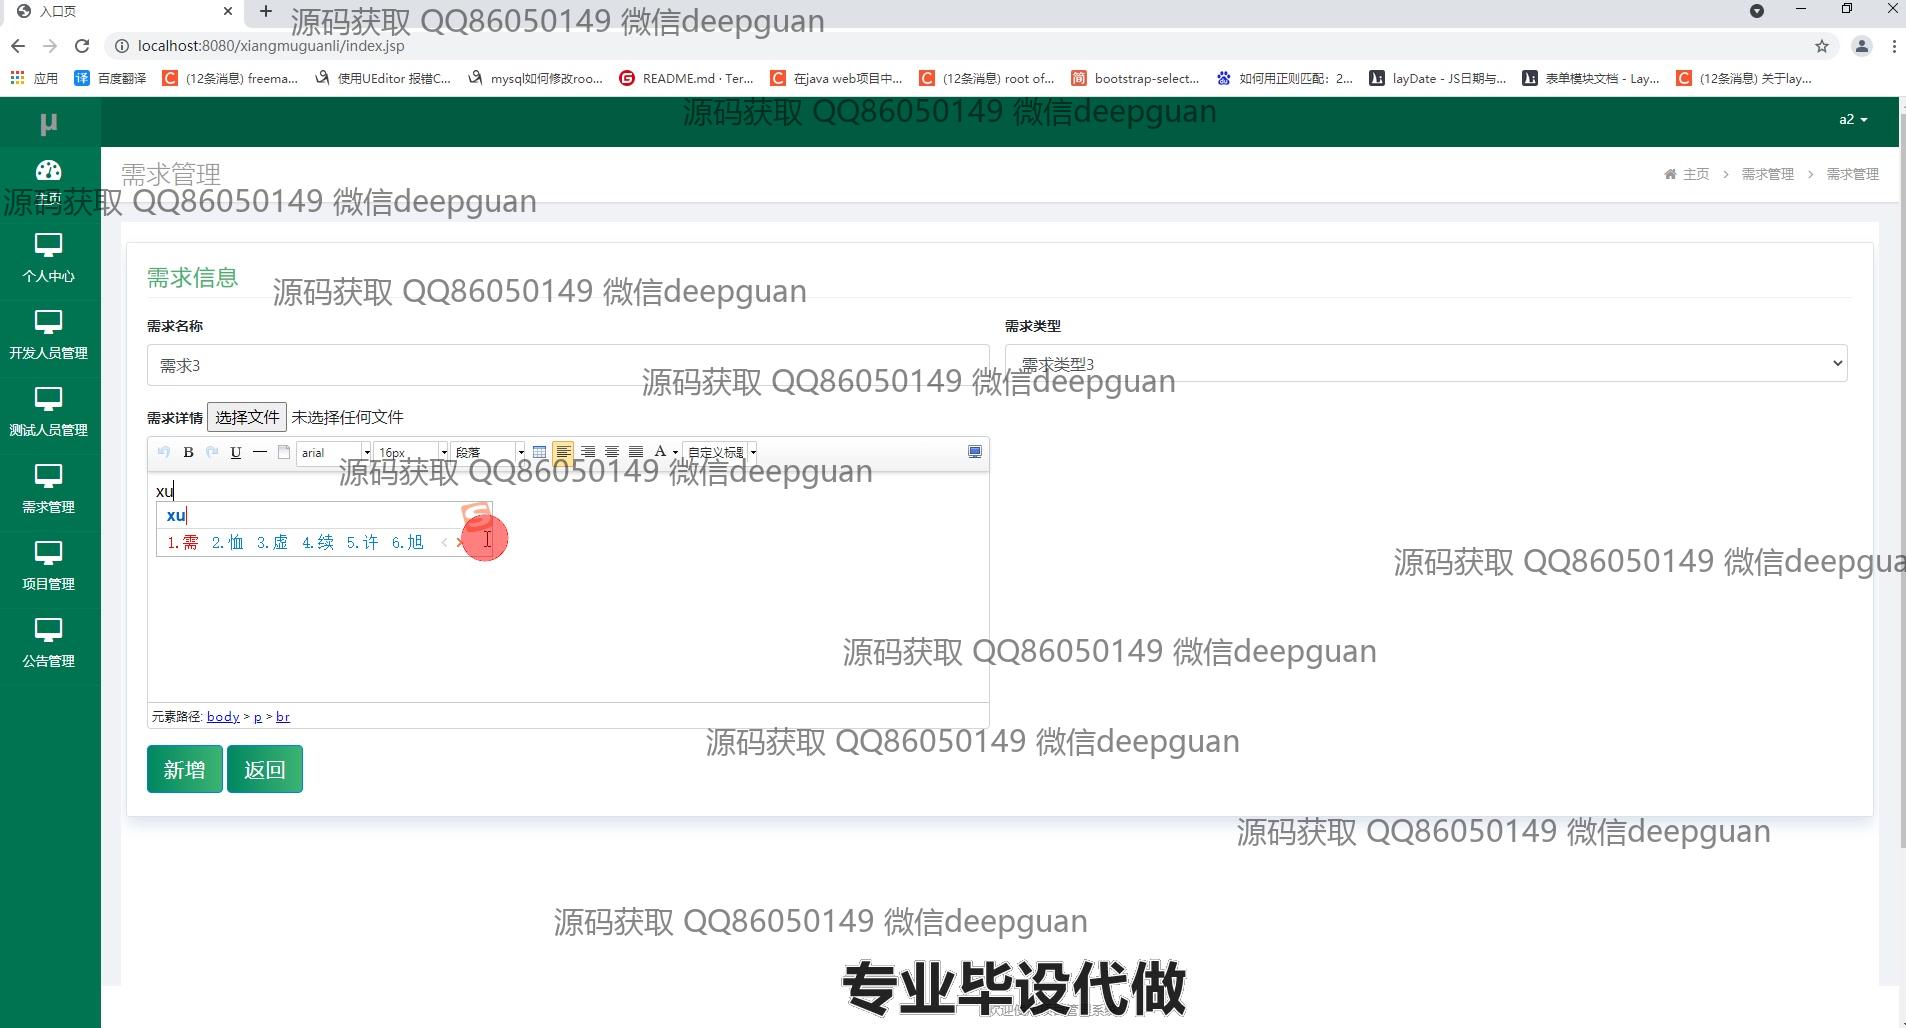 入口页
源码获取 QQ86050149 微信deepguan
localhost:8080/xiangmuguanli/index.jsp
应用 百度翻译 (12条消息) freema... 使用UEditor 报错C... mysql如何修改roo... README.md · Ter... 在java web项目中... (12条消息) root of... bootstrap-select... 如何用正则匹配：2... layDate - JS日期与... 表单模块文档 - Lay... (12条消息) 关于lay...
源码获取 QQ86050149 微信deepguan
μ
a2
需求管理
主页 > 需求管理 > 需求管理
主页
源码获取 QQ86050149 微信deepguan
个人中心
开发人员管理
测试人员管理
需求管理
项目管理
公告管理
需求信息
源码获取 QQ86050149 微信deepguan
需求名称 需求类型
需求3 需求类型3
源码获取 QQ86050149 微信deepguan
需求详情 选择文件 未选择任何文件
B U arial 16px 段落 A 自定义标题
源码获取 QQ86050149 微信deepguan
xu
xu
1.需 2.恤 3.虚 4.续 5.许 6.旭
源码获取 QQ86050149 微信deepgua
源码获取 QQ86050149 微信deepguan
元素路径: body > p > br
源码获取 QQ86050149 微信deepguan
新增 返回
源码获取 QQ86050149 微信deepguan
源码获取 QQ86050149 微信deepguan
专业毕设代做